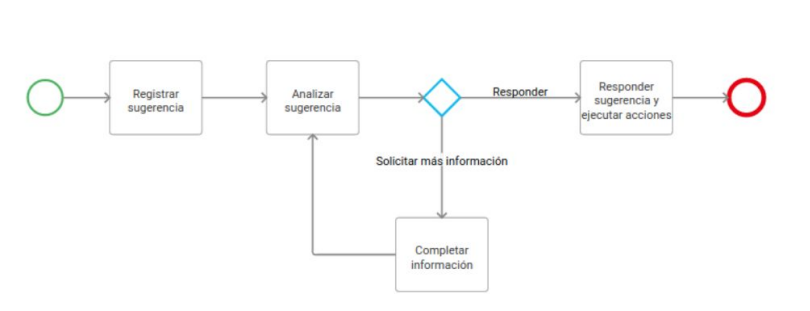 Registrar
sugerencia
Analizar
sugerencia
Responder
Responder
sugerencia y
ejecutar acciones
Solicitar más información
Completar
información